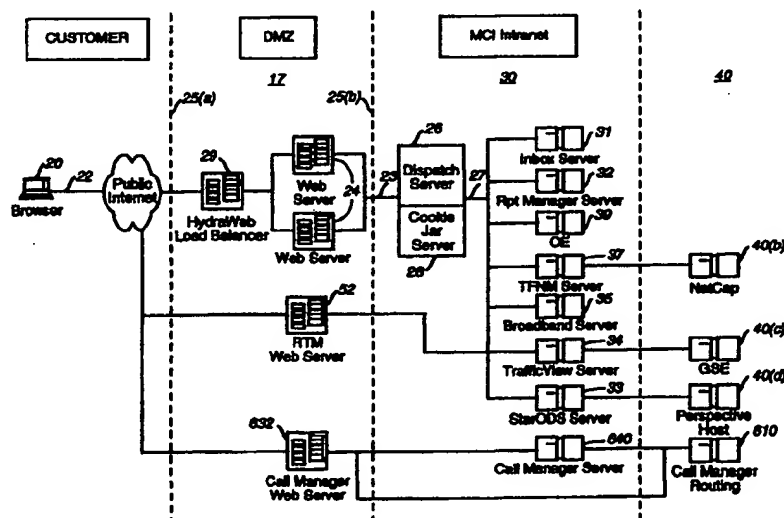 CUSTOMER
DMZ
MCI Intranet
17
30
40
25(a)
25(b)
20
22
Browser
Public
Internet
29
HydraWeb
Load Balancer
Web
Server
24
Web Server
23
26
Dispatch
Server
Cookie
Jar
Server
28
27
31
Inbox Server
32
Rpt Manager Server
39
OE
37
TFNM Server
40(b)
NetCap
35
Broadband Server
52
RTM
Web Server
34
TrafficView Server
40(c)
GSE
33
StarODS Server
40(d)
Perspective
Host
632
Call Manager
Web Server
640
Call Manager Server
610
Call Manager
Routing